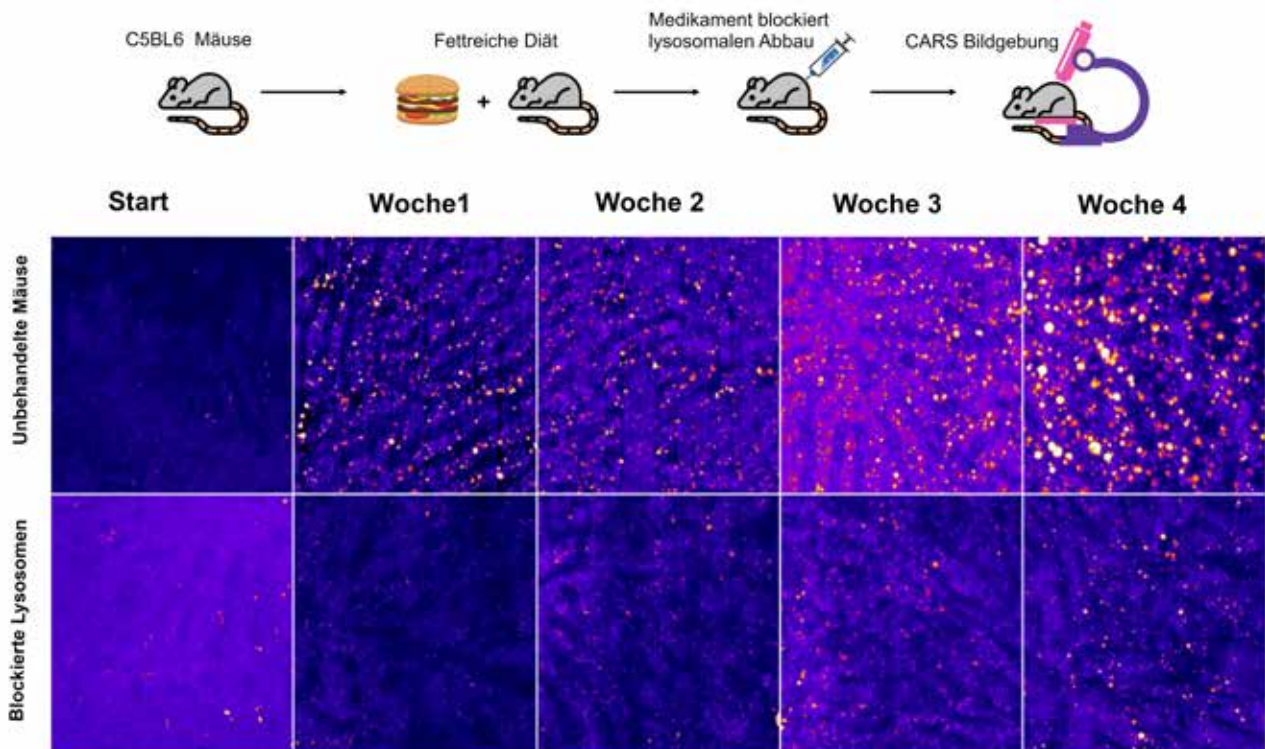 C5BL6 Mäuse
Fettreiche Diät
Medikament blockiert
lysosomalen Abbau
CARS Bildgebung
+
Start
Woche1
Woche 2
Woche 3
Woche 4
Unbehandelte Mäuse
Blockierte Lysosomen